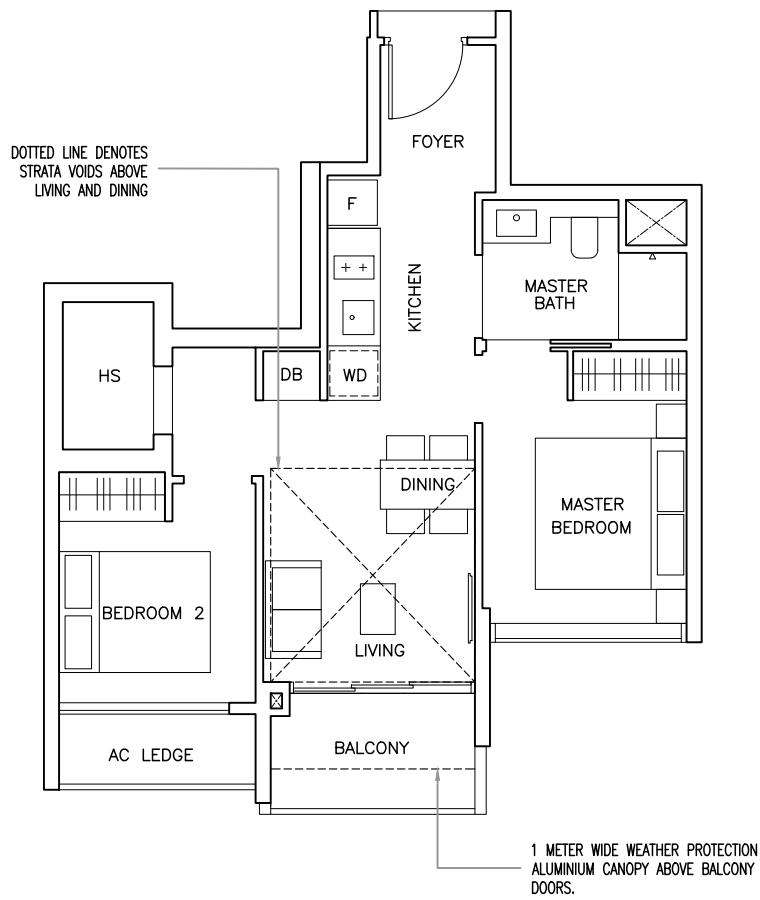 FOYER
DOTTED LINE DENOTES
STRATA VOIDS ABOVE
LIVING AND DINING
F
KITCHEN
MASTER
BATH
HS
DB
WD
DINING
MASTER
BEDROOM
BEDROOM 2
LIVING
BALCONY
AC LEDGE
1 METER WIDE WEATHER PROTECTION
ALUMINIUM CANOPY ABOVE BALCONY
DOORS.